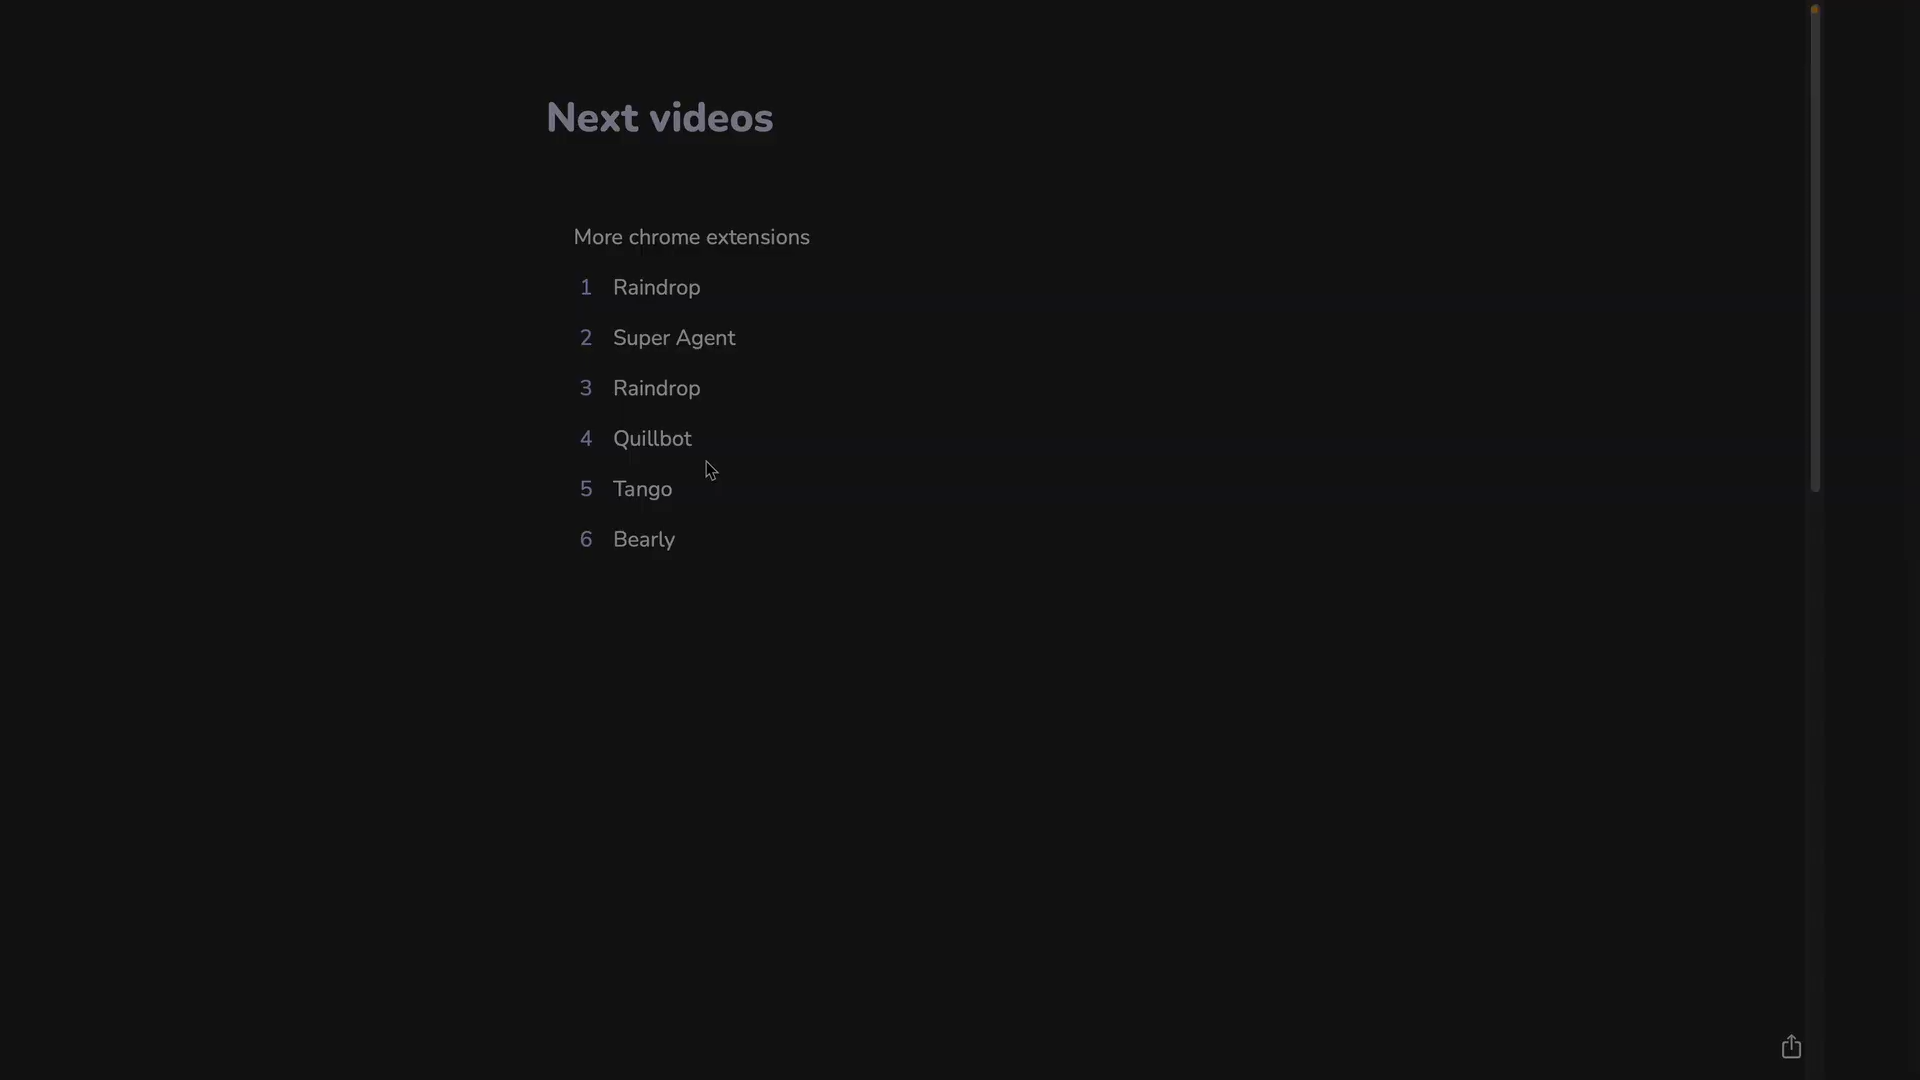 Next videos
More chrome extensions
1 Raindrop
2 Super Agent
3 Raindrop
4 Quillbot
5 Tango
6 Bearly